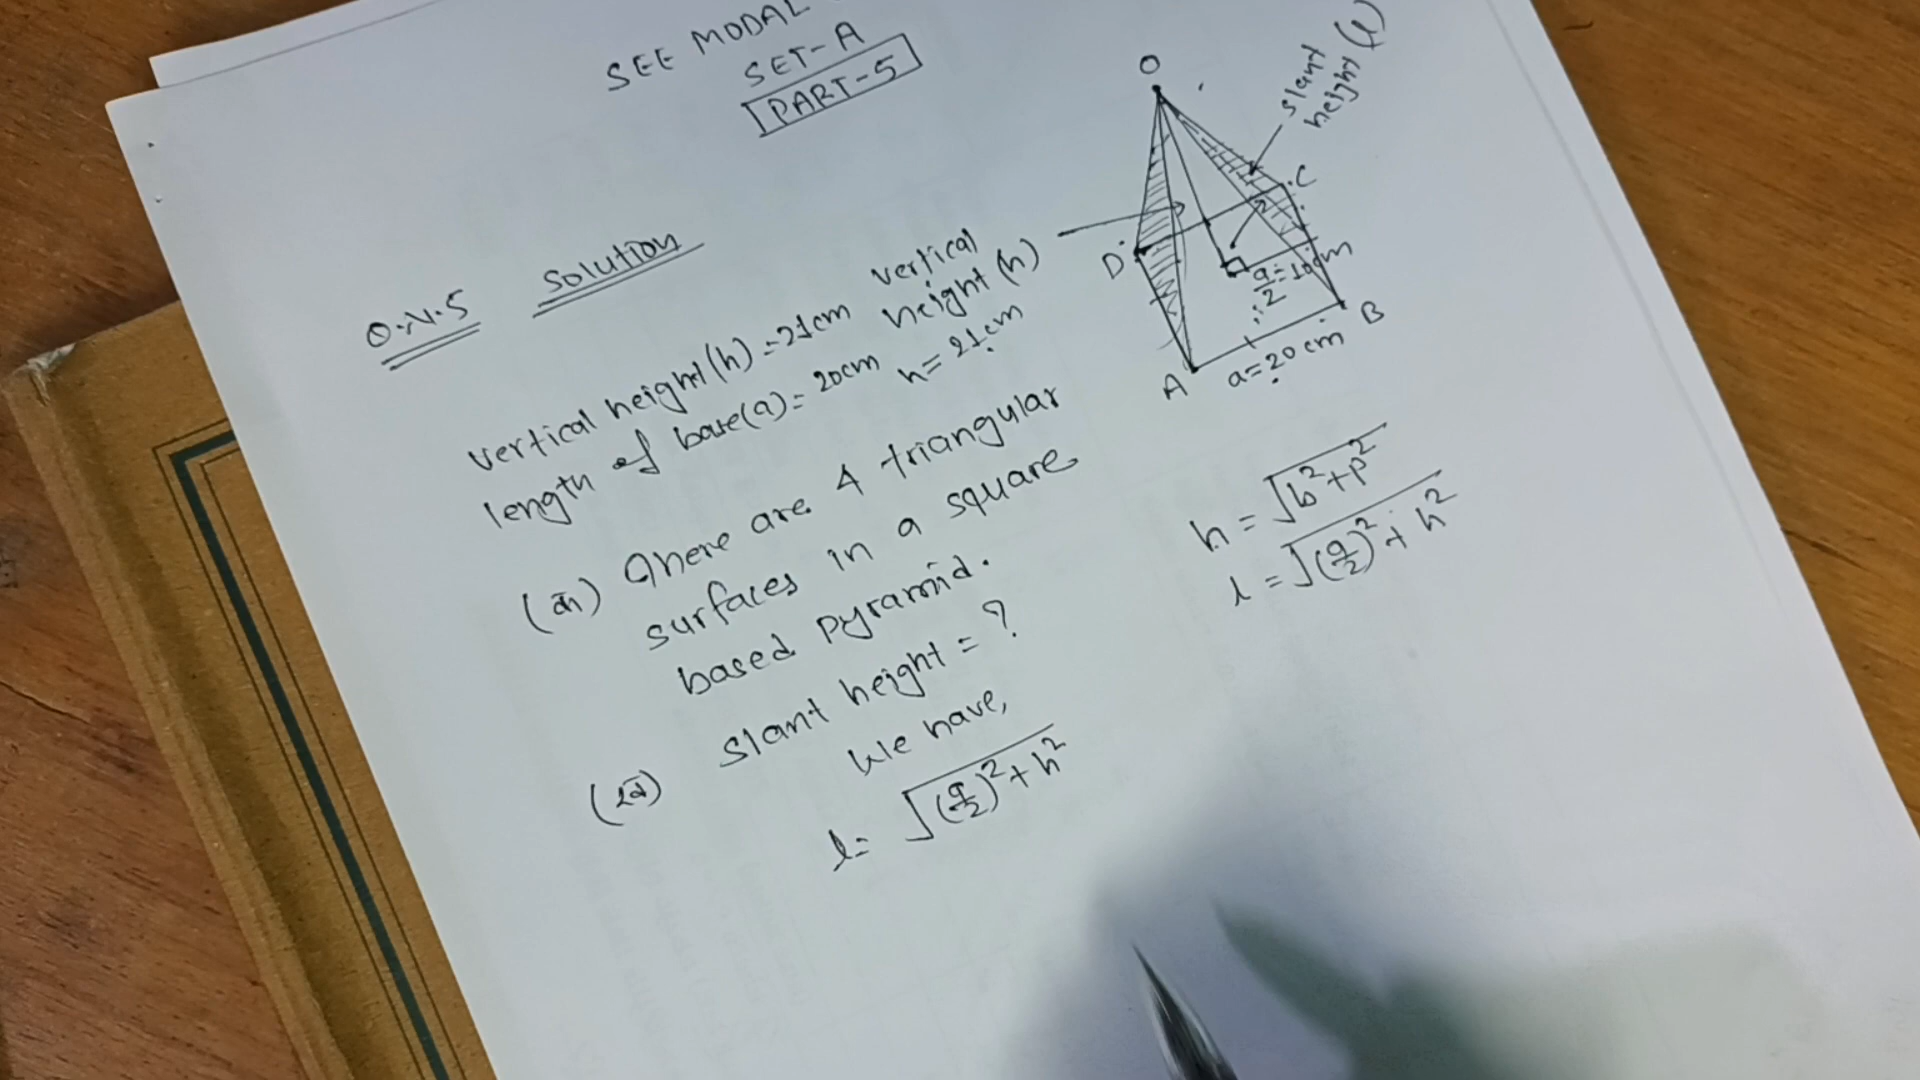 SEE MODAL
SET-A
PART-5
Q.N.5 Solution
vertical height(h) = 21cm
length of base(a) = 20cm
vertical
height (h)
h = 21cm
O
slant
height (l)
C
D
a/2 = 10cm
B
A
a = 20 cm
There are 4 triangular
surfaces in a square
based pyramid.
slant height = ?
We have,
l = √(a/2)² + h²
h = √b² + p²
l = √(a/2)² + h²